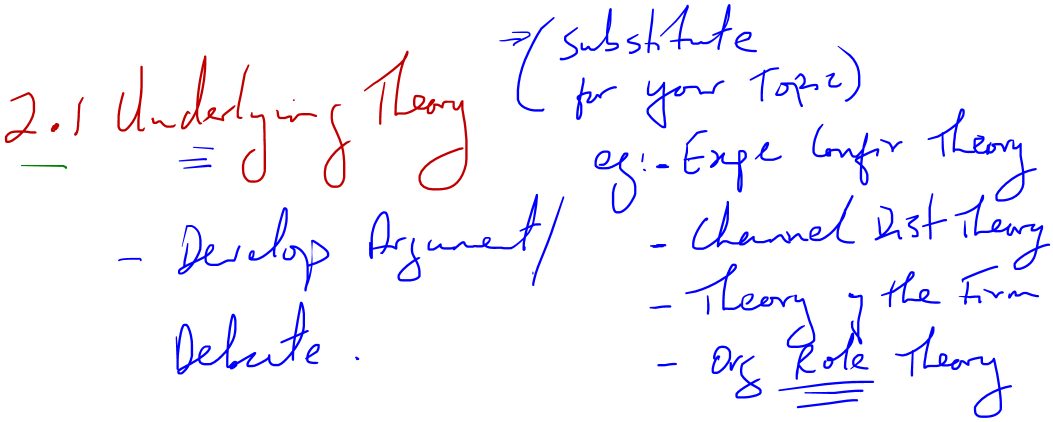 2.1 Underlying Theory
- Develop Argument/
Debate.
⇒ (substitute
for your Topic)
eg:- Expe Confir Theory
- Channel Dist Theory
- Theory of the Firm
- Org Role Theory